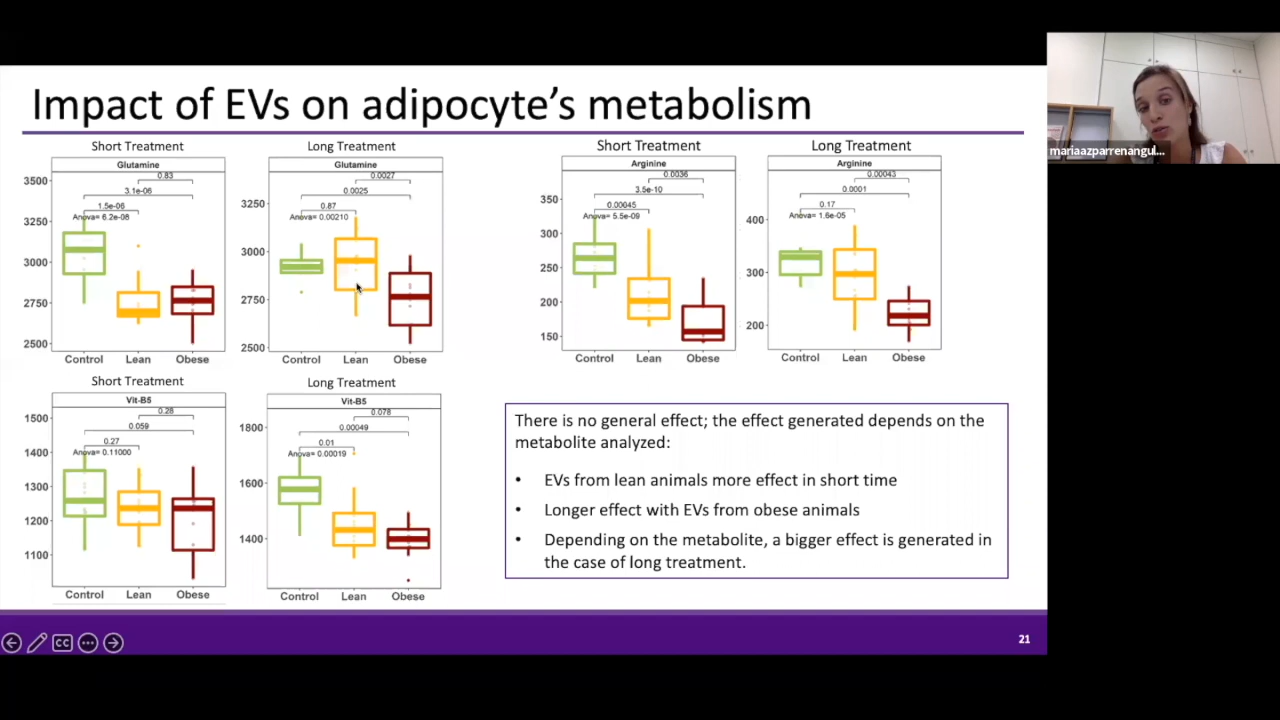 Impact of EVs on adipocyte's metabolism
mariaazparrenangul...
Short Treatment
Glutamine
0.83
3.1e-06
1.5e-06
Anova= 6.2e-08
3500
3250
3000
2750
2500
Control Lean Obese
Long Treatment
Glutamine
0.0027
0.0025
0.87
Anova= 0.00210
3250
3000
2750
2500
Control Lean Obese
Short Treatment
Arginine
0.0036
3.5e-10
0.00045
Anova= 5.5e-09
350
300
250
200
150
Control Lean Obese
Long Treatment
Arginine
0.00043
0.0001
0.17
Anova= 1.6e-05
400
300
200
Control Lean Obese
Short Treatment
Vit-B5
0.28
0.059
0.27
Anova= 0.11000
1500
1400
1300
1200
1100
Control Lean Obese
Long Treatment
Vit-B5
0.078
0.00049
0.01
Anova= 0.00019
1800
1600
1400
Control Lean Obese
There is no general effect; the effect generated depends on the
metabolite analyzed:
• EVs from lean animals more effect in short time
• Longer effect with EVs from obese animals
• Depending on the metabolite, a bigger effect is generated in
the case of long treatment.
CC
21